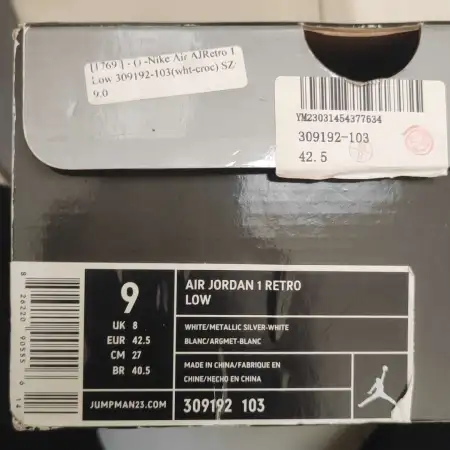 [1769 ] - () -Nike Air AJRetro 1
Low 309192-103(wht-croc) SZ
9.0
YM23031454377634
309192-103
42.5
9
UK 8
EUR 42.5
CM 27
BR 40.5
JUMPMAN23.COM
AIR JORDAN 1 RETRO
LOW
WHITE/METALLIC SILVER-WHITE
BLANC/ARGMET-BLANC
MADE IN CHINA/FABRIQUE EN
CHINE/HECHO EN CHINA
309192 103